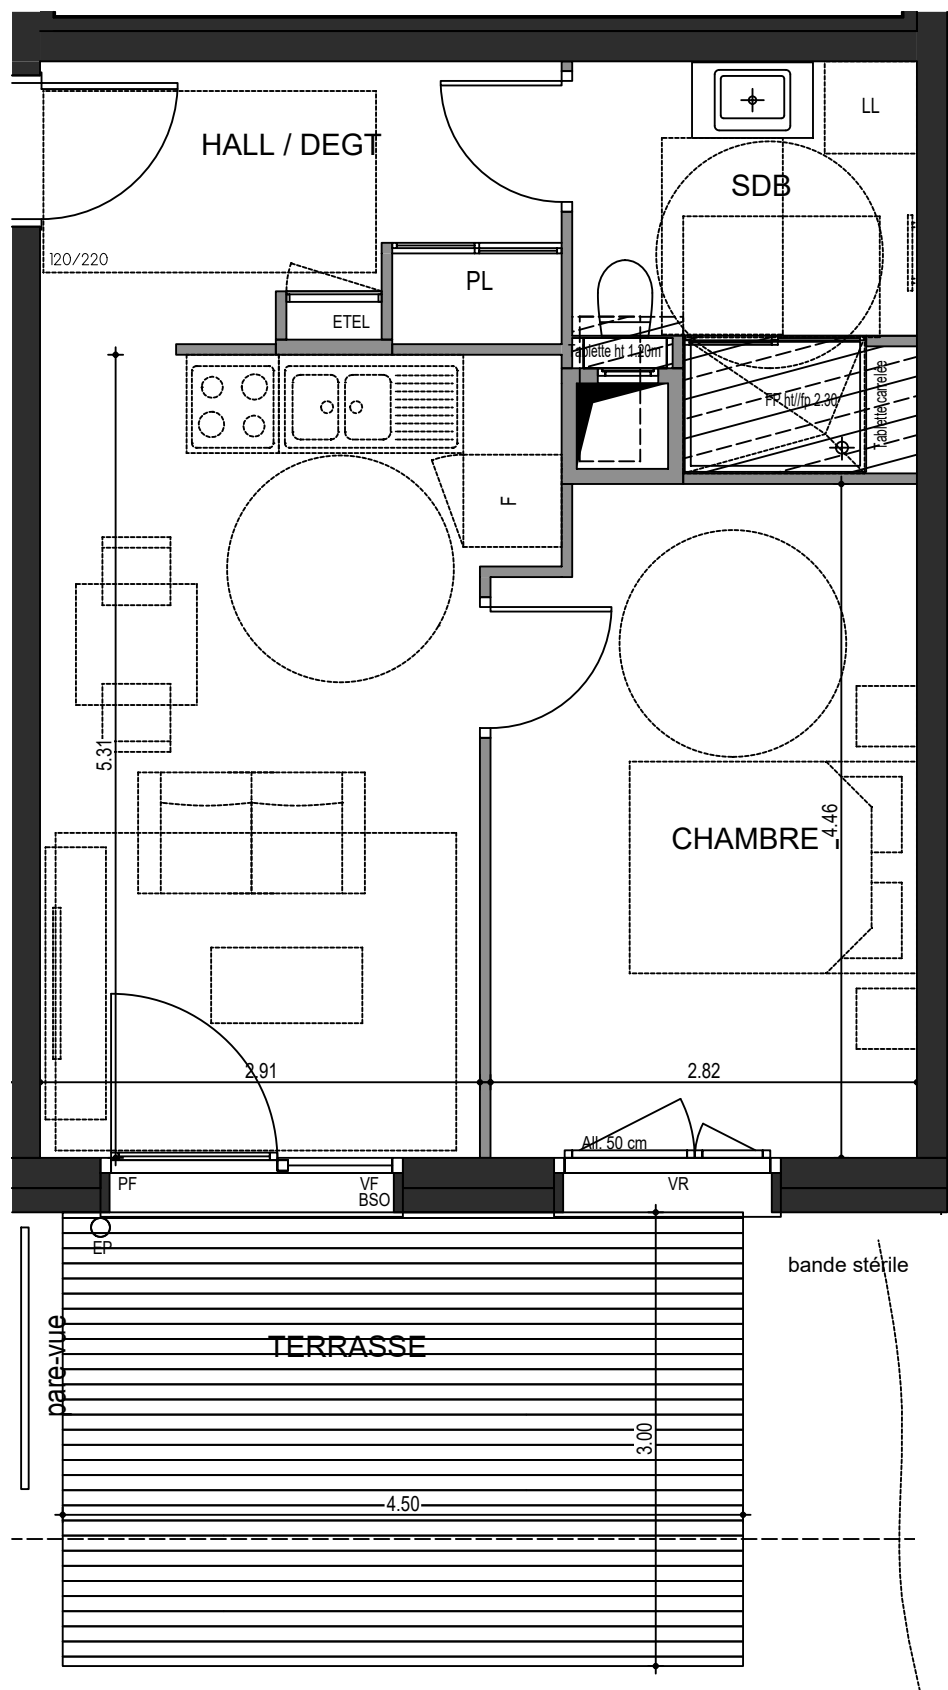 LL
HALL / DEGT
SDB
120/220
PL
ETEL
Tablette ht 1.20m
PP ht//fp 2.30
Tablette carrelée
F
5.31
CHAMBRE
4.46
2.91
2.82
All. 50 cm
PF
VF
BSO
VR
EP
bande stérile
pare-vue
TERRASSE
3.00
4.50